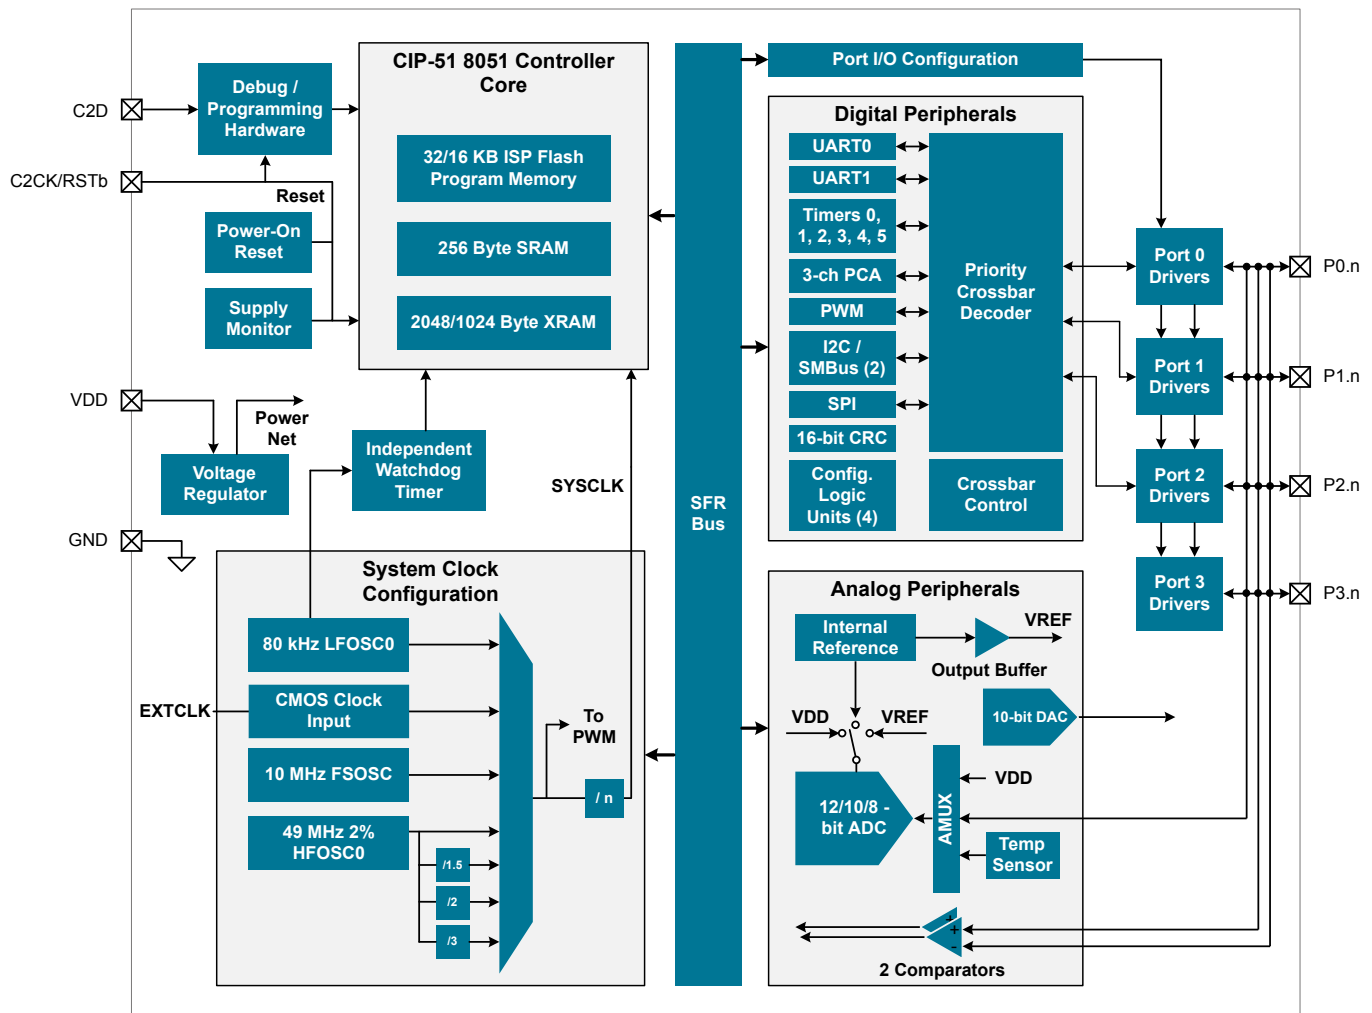 CIP-51 8051 Controller
Core
32/16 KB ISP Flash
Program Memory
256 Byte SRAM
2048/1024 Byte XRAM
C2D
Debug /
Programming
Hardware
C2CK/RSTb
Reset
Power-On
Reset
Supply
Monitor
VDD
Power
Net
Voltage
Regulator
Independent
Watchdog
Timer
SYSCLK
GND
System Clock
Configuration
80 kHz LFOSC0
EXTCLK
CMOS Clock
Input
10 MHz FSOSC
49 MHz 2%
HFOSC0
/1.5
/2
/3
To
PWM
/ n
SFR
Bus
Port I/O Configuration
Digital Peripherals
UART0
UART1
Timers 0,
1, 2, 3, 4, 5
3-ch PCA
PWM
I2C /
SMBus (2)
SPI
16-bit CRC
Config.
Logic
Units (4)
Priority
Crossbar
Decoder
Crossbar
Control
Port 0
Drivers
P0.n
Port 1
Drivers
P1.n
Port 2
Drivers
P2.n
Port 3
Drivers
P3.n
Analog Peripherals
Internal
Reference
VREF
Output Buffer
VDD
VREF
10-bit DAC
12/10/8 -
bit ADC
AMUX
VDD
Temp
Sensor
+
+
-
2 Comparators